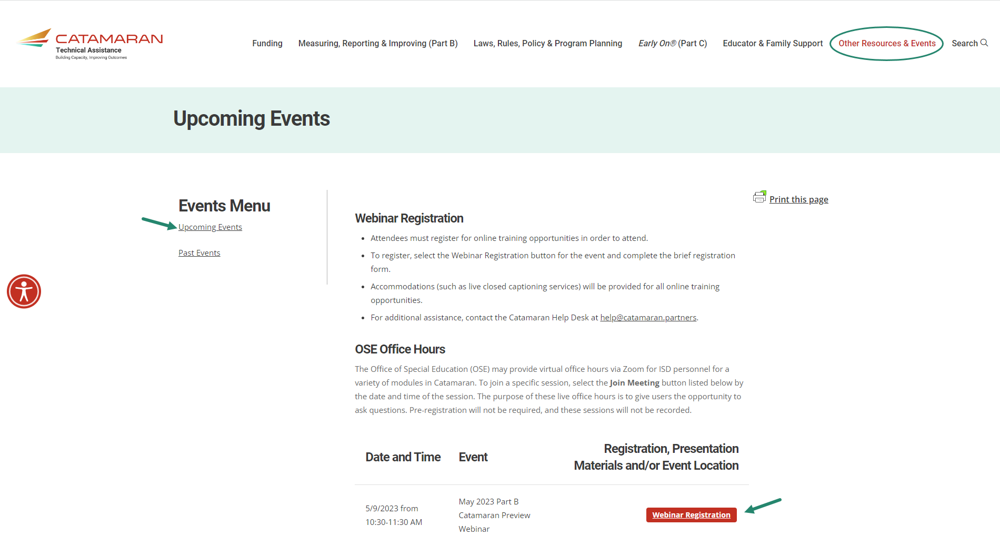 CATAMARAN
Technical Assistance
Building Capacity, Improving Outcomes
Funding
Measuring, Reporting & Improving (Part B)
Laws, Rules, Policy & Program Planning
Early On® (Part C)
Educator & Family Support
Other Resources & Events
Search
Upcoming Events
Events Menu
Upcoming Events
Past Events
Print this page
Webinar Registration
• Attendees must register for online training opportunities in order to attend.
• To register, select the Webinar Registration button for the event and complete the brief registration
form.
• Accommodations (such as live closed captioning services) will be provided for all online training
opportunities.
• For additional assistance, contact the Catamaran Help Desk at help@catamaran.partners.
OSE Office Hours
The Office of Special Education (OSE) may provide virtual office hours via Zoom for ISD personnel for a
variety of modules in Catamaran. To join a specific session, select the Join Meeting button listed below by
the date and time of the session. The purpose of these live office hours is to give users the opportunity to
ask questions. Pre-registration will not be required, and these sessions will not be recorded.
Date and Time
Event
Registration, Presentation
Materials and/or Event Location
5/9/2023 from
10:30-11:30 AM
May 2023 Part B
Catamaran Preview
Webinar
Webinar Registration